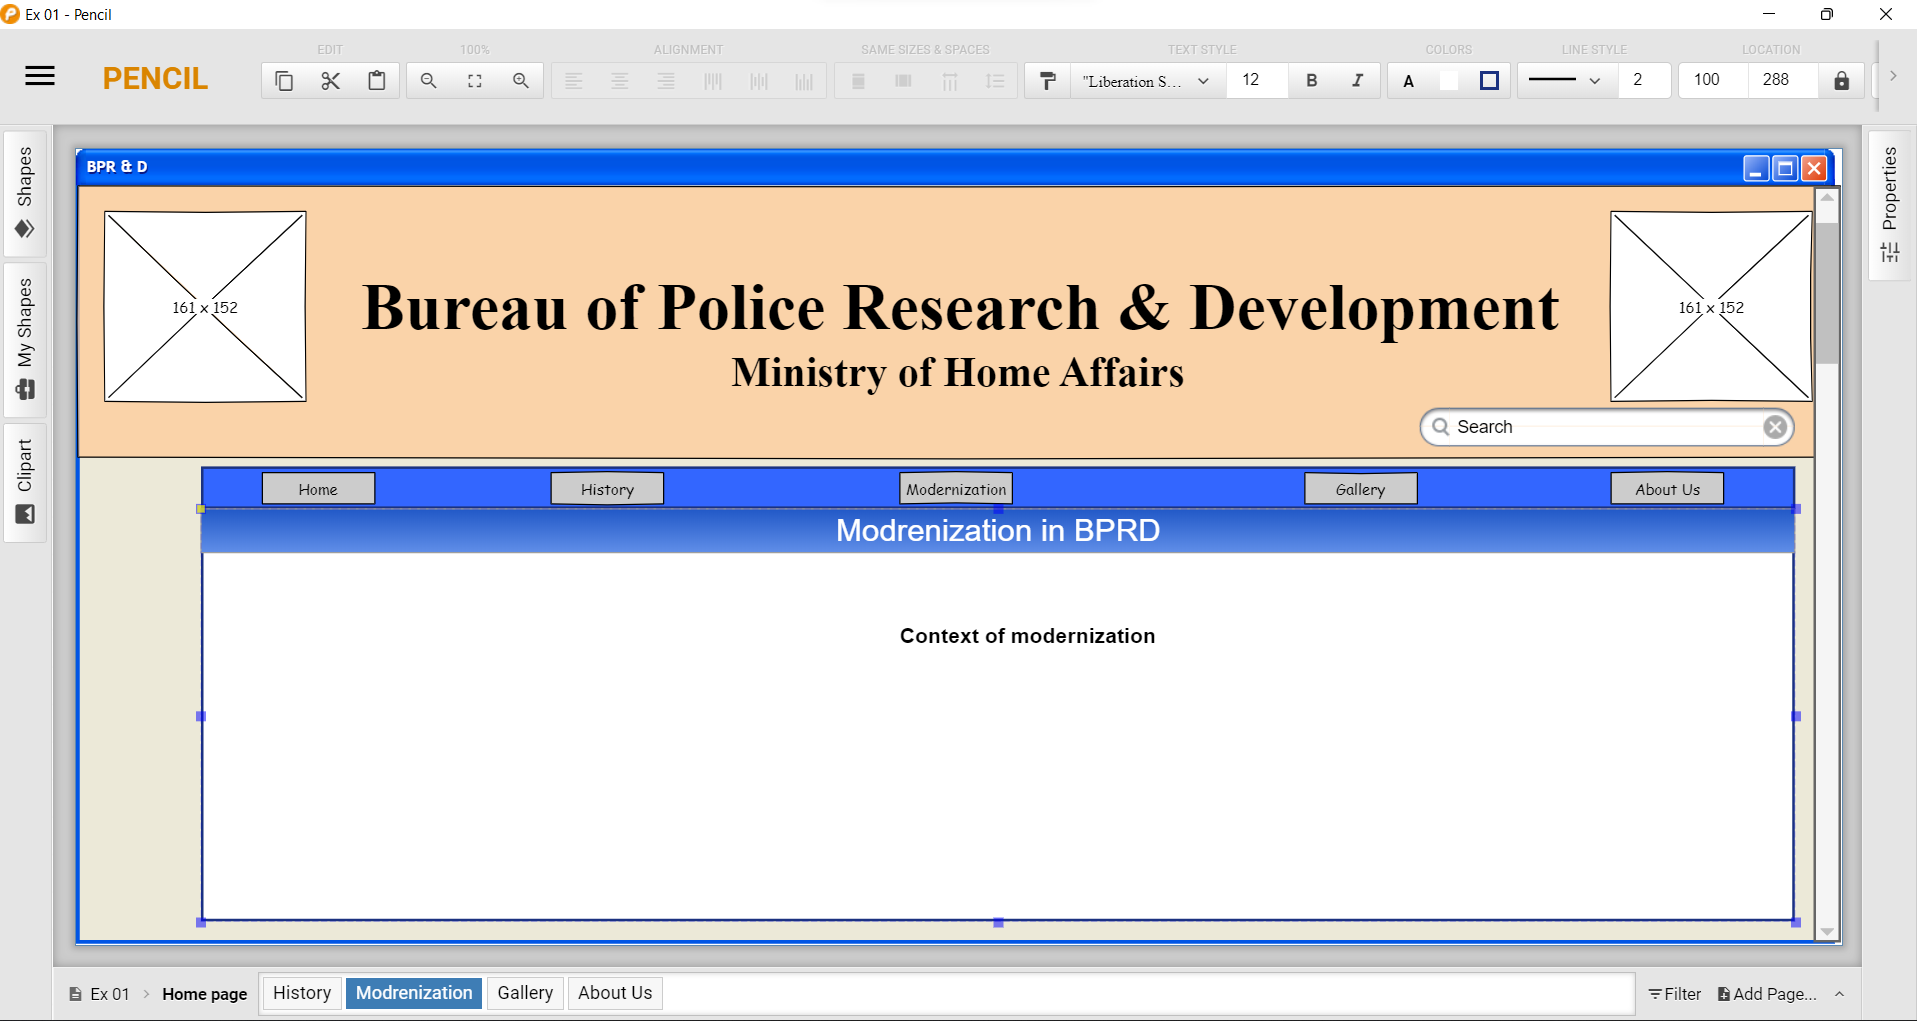 Ex 01 - Pencil
EDIT 100% ALIGNMENT SAME SIZES & SPACES TEXT STYLE COLORS LINE STYLE LOCATION
PENCIL "Liberation S... 12 B I A 2 100 288
Shapes
My Shapes
Clipart
Properties
BPR & D
161 x 152
161 x 152
Bureau of Police Research & Development
Ministry of Home Affairs
Search
Home History Modernization Gallery About Us
Modrenization in BPRD
Context of modernization
Ex 01 > Home page History Modrenization Gallery About Us Filter Add Page...